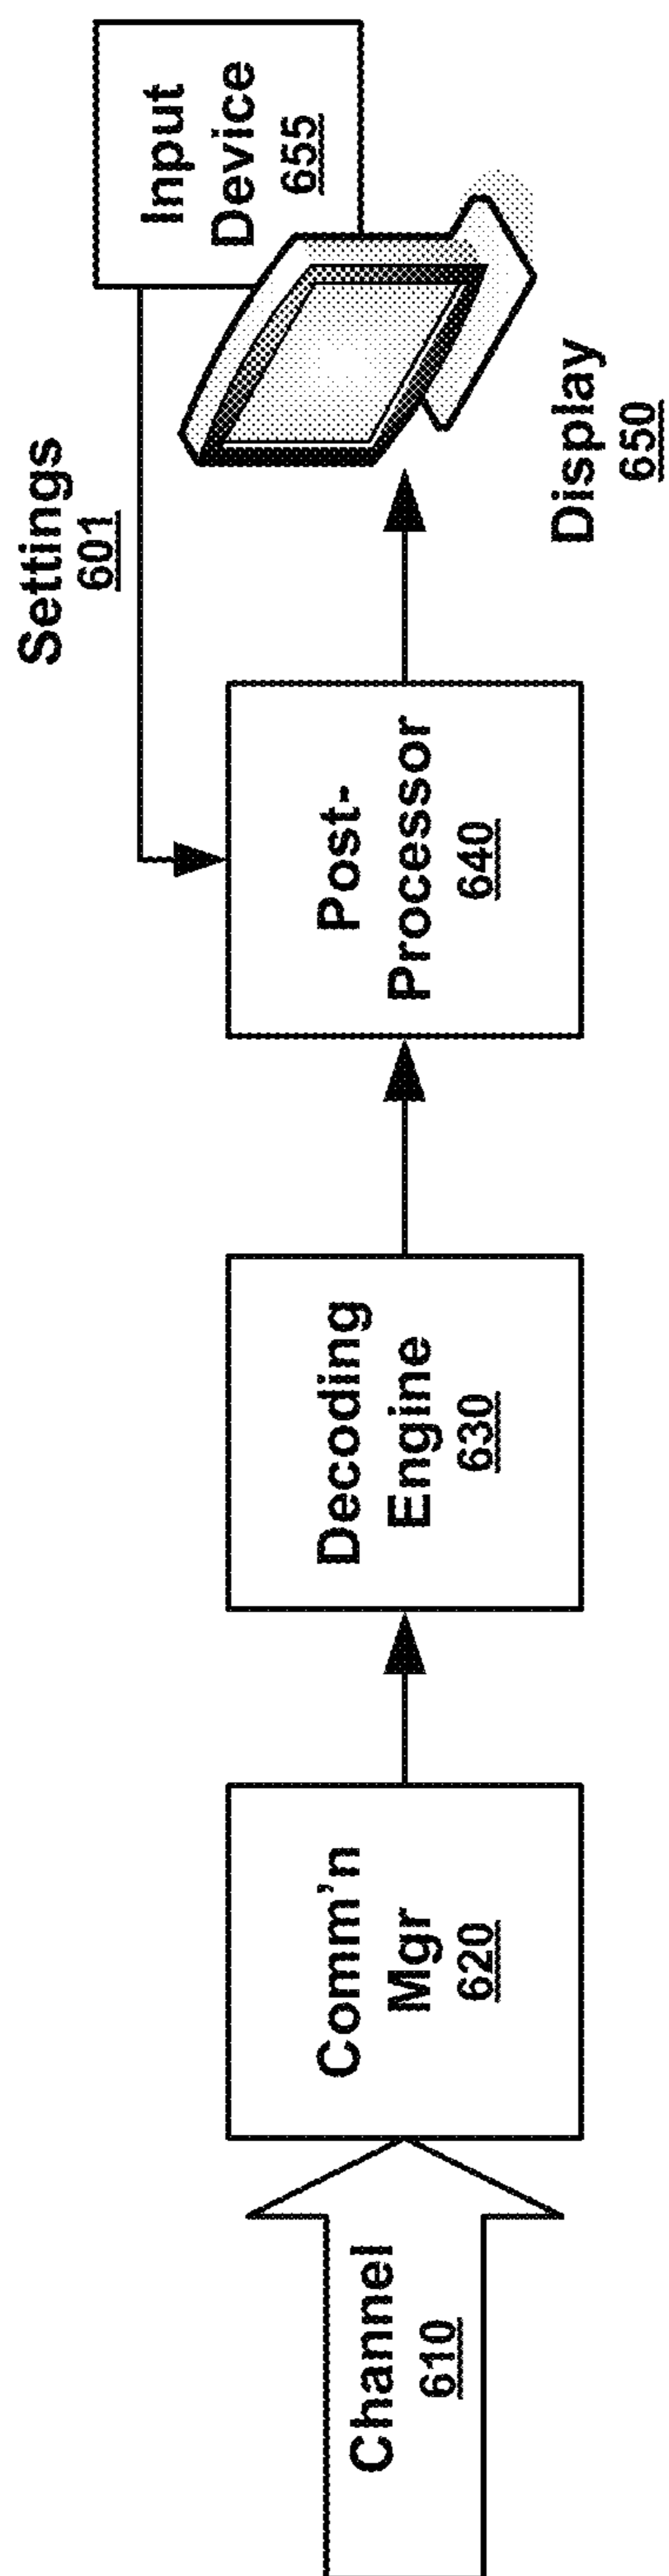 Channel
610
Comm'n
Mgr
620
Decoding
Engine
630
Post-
Processor
640
Settings
601
Input
Device
655
Display
650